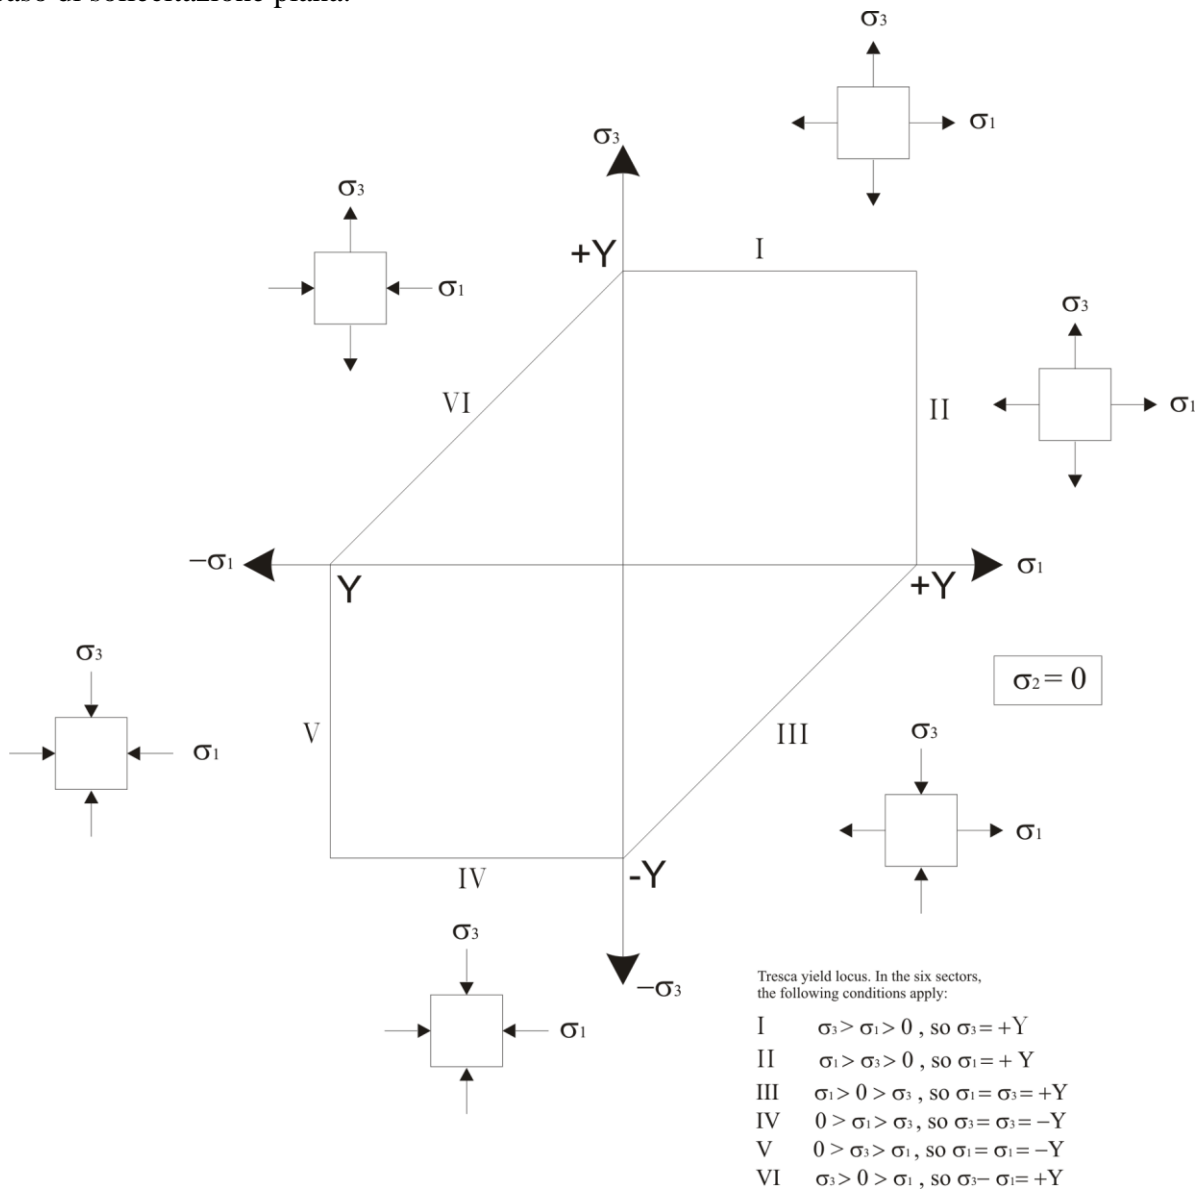 caso di sollecitazione piana.
σ3
σ1
σ3
σ3
+Y
I
σ1
σ3
VI
II
σ1
−σ1
Y
+Y
σ1
σ3
σ2 = 0
V
σ1
III
σ3
IV
-Y
σ1
σ3
−σ3
σ1
Tresca yield locus. In the six sectors,
the following conditions apply:
I σ3 > σ1 > 0 , so σ3 = +Y
II σ1 > σ3 > 0 , so σ1 = + Y
III σ1 > 0 > σ3 , so σ1 = σ3 = +Y
IV 0 > σ1 > σ3 , so σ3 = σ3 = −Y
V 0 > σ3 > σ1 , so σ1 = σ1 = −Y
VI σ3 > 0 > σ1 , so σ3− σ1 = +Y